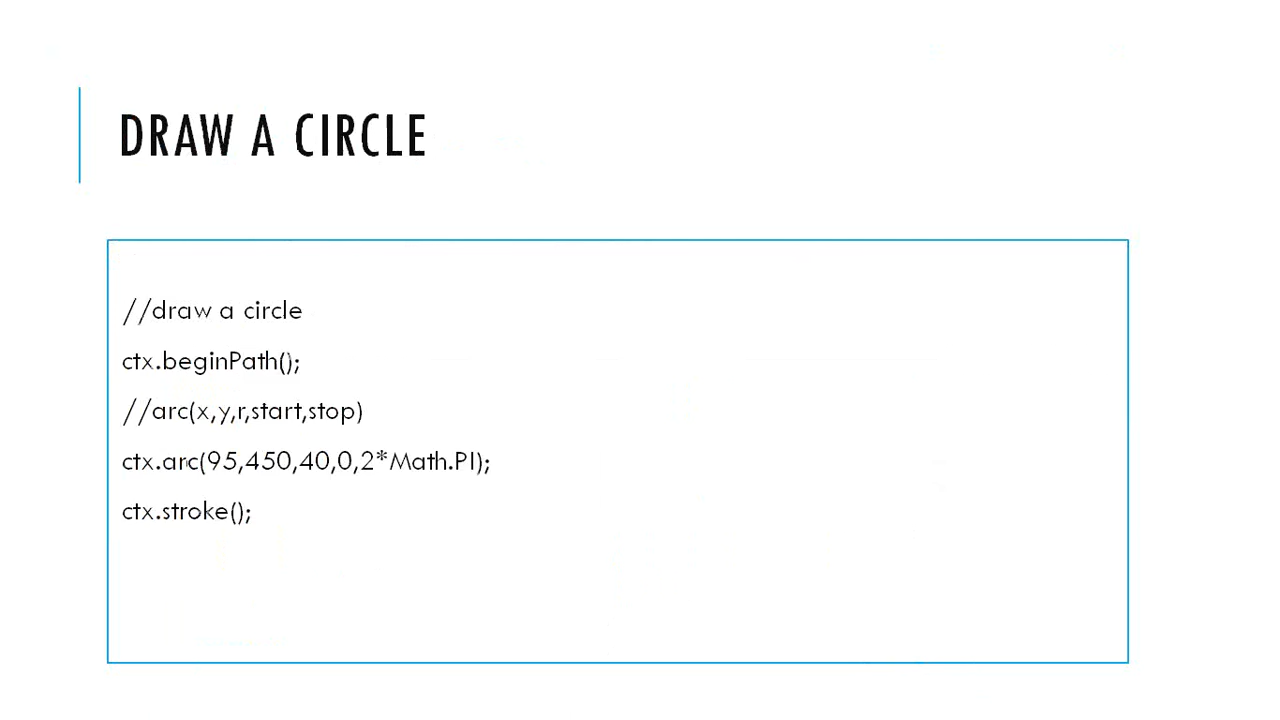 DRAW A CIRCLE
//draw a circle
ctx.beginPath();
//arc(x,y,r,start,stop)
ctx.arc(95,450,40,0,2*Math.PI);
ctx.stroke();